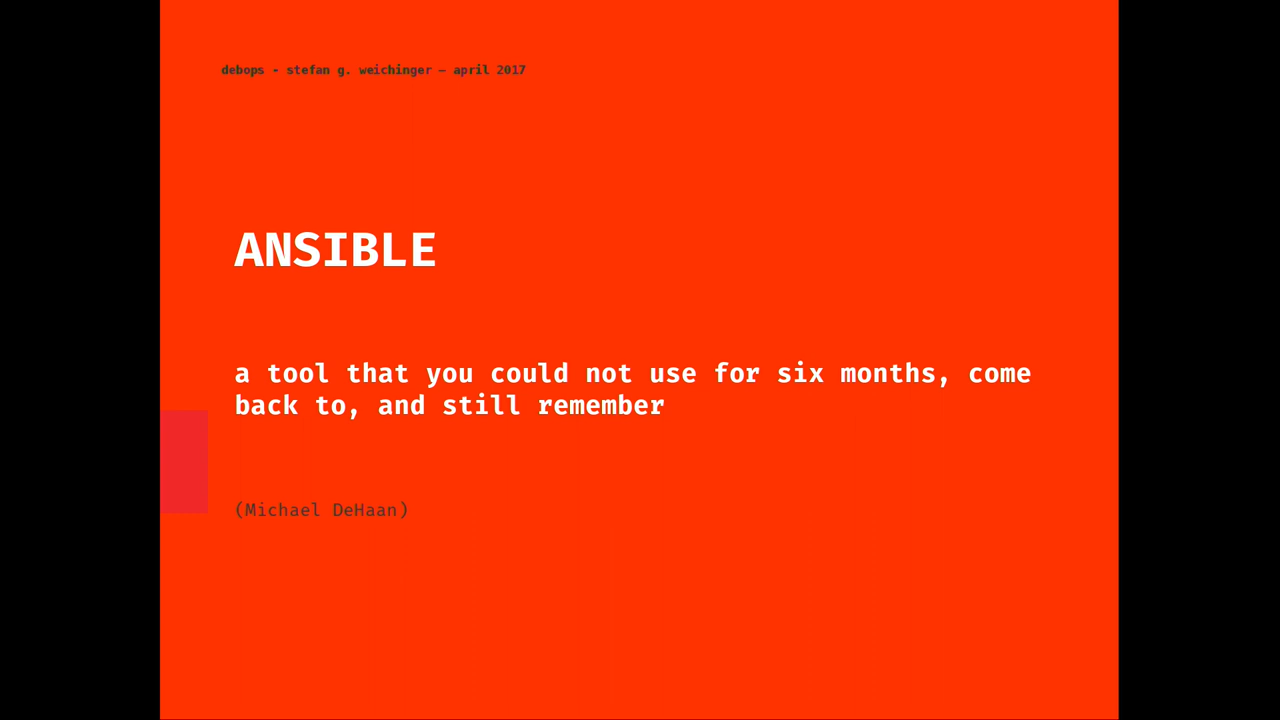 debops - stefan g. weichinger – april 2017
ANSIBLE
a tool that you could not use for six months, come
back to, and still remember
(Michael DeHaan)